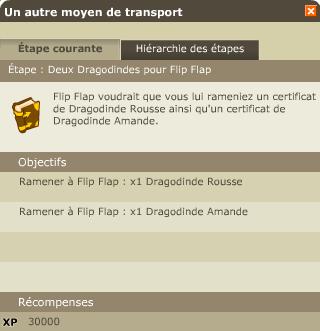 Un autre moyen de transport
Étape courante
Hiérarchie des étapes
Étape : Deux Dragodindes pour Flip Flap
Flip Flap voudrait que vous lui rameniez un certificat
de Dragodinde Rousse ainsi qu'un certificat de
Dragodinde Amande.
Objectifs
Ramener à Flip Flap : x1 Dragodinde Rousse
Ramener à Flip Flap : x1 Dragodinde Amande
Récompenses
XP 30000